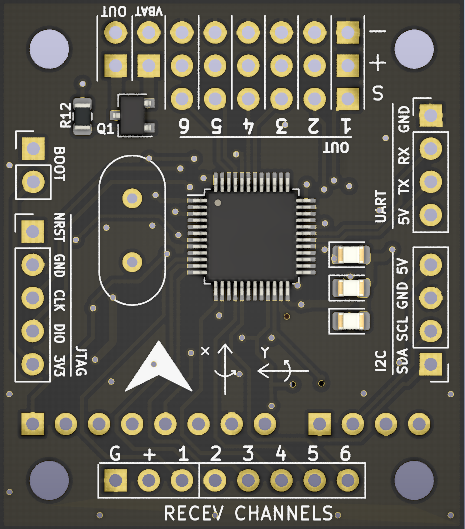 OUT VBAT
- 
+
S
R12
Q1
6 5 4 3 2 1
OUT
GND
RX
TX
5V
UART
BOOT
NRST
GND
CLK
DIO
3V3
JTAG
5V
GND
SCL
SDA
I2C
X Y
G + 1 2 3 4 5 6
RECEV CHANNELS